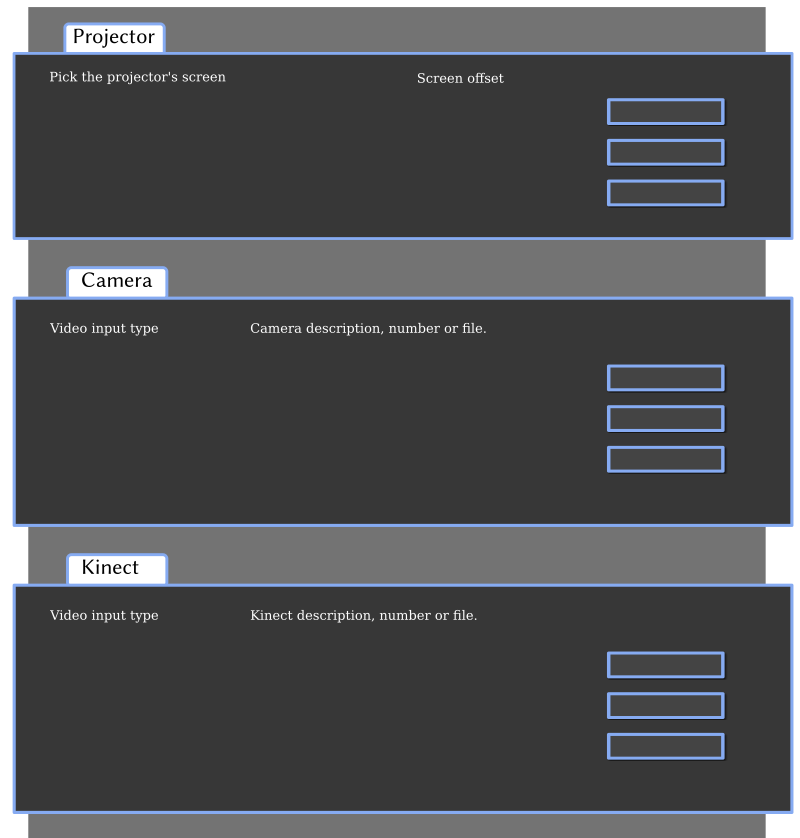 Projector
Pick the projector's screen
Screen offset
Camera
Video input type
Camera description, number or file.
Kinect
Video input type
Kinect description, number or file.